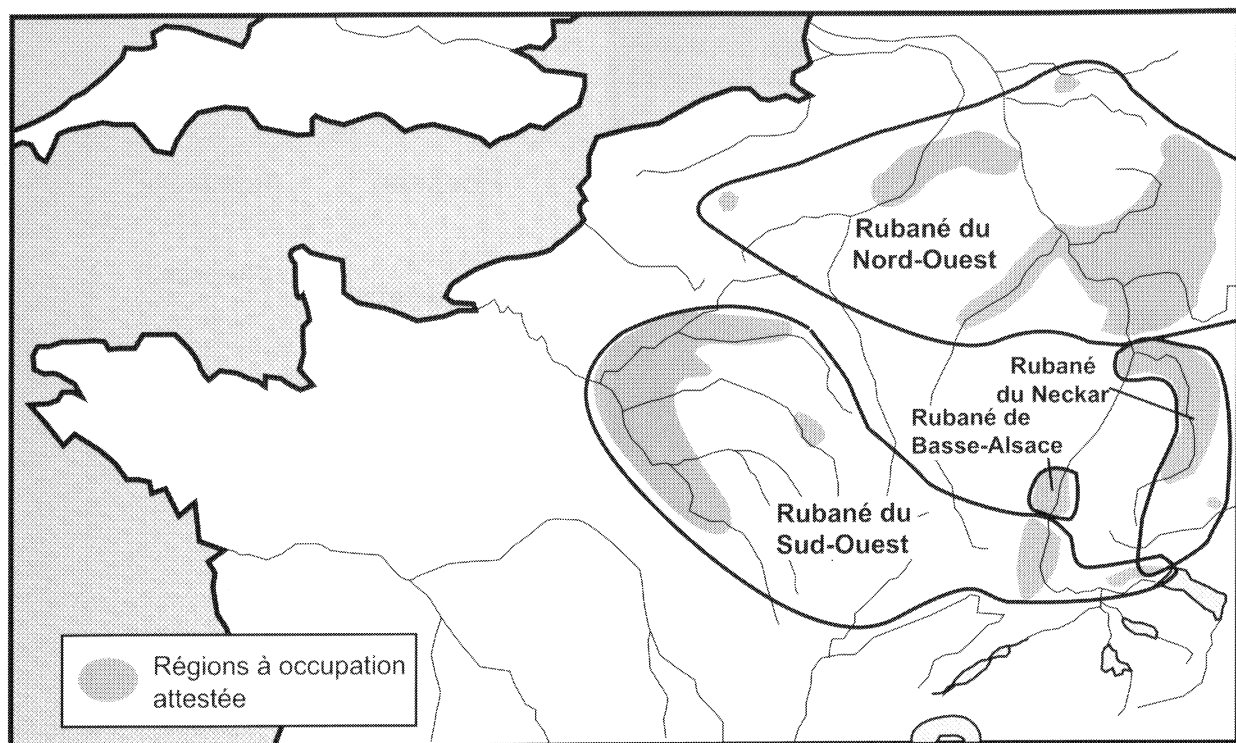 Rubané du
Nord-Ouest
Rubané
du Neckar
Rubané de
Basse-Alsace
Rubané du
Sud-Ouest
Régions à occupation
attestée